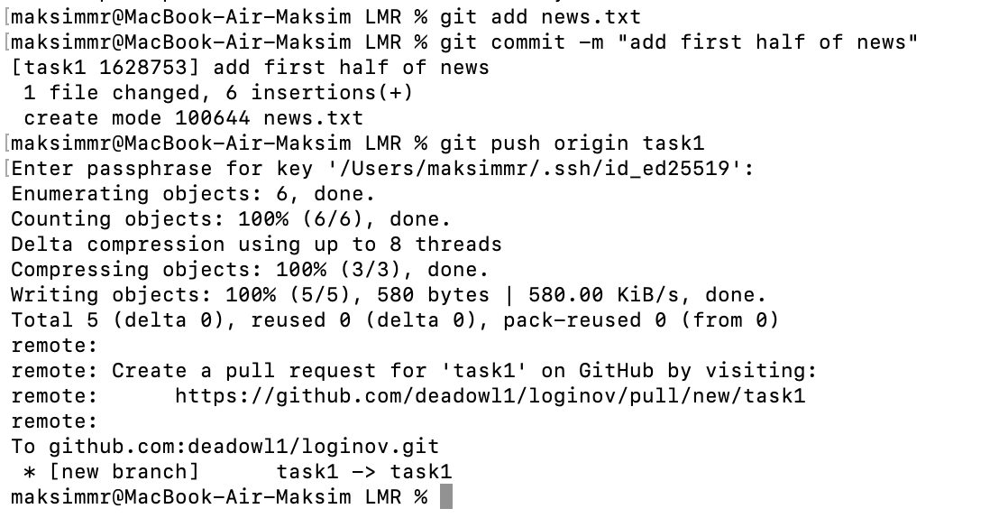 [maksimmr@MacBook-Air-Maksim LMR % git add news.txt
[maksimmr@MacBook-Air-Maksim LMR % git commit -m "add first half of news"
[task1 1628753] add first half of news
 1 file changed, 6 insertions(+)
 create mode 100644 news.txt
[maksimmr@MacBook-Air-Maksim LMR % git push origin task1
[Enter passphrase for key '/Users/maksimmr/.ssh/id_ed25519':
Enumerating objects: 6, done.
Counting objects: 100% (6/6), done.
Delta compression using up to 8 threads
Compressing objects: 100% (3/3), done.
Writing objects: 100% (5/5), 580 bytes | 580.00 KiB/s, done.
Total 5 (delta 0), reused 0 (delta 0), pack-reused 0 (from 0)
remote:
remote: Create a pull request for 'task1' on GitHub by visiting:
remote:      https://github.com/deadowl1/loginov/pull/new/task1
remote:
To github.com:deadowl1/loginov.git
 * [new branch]      task1 -> task1
maksimmr@MacBook-Air-Maksim LMR %